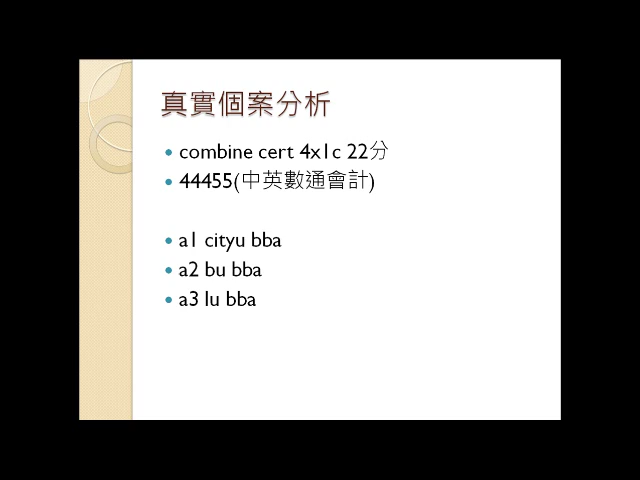 真實個案分析
combine cert 4x1c 22分
44455(中英數通會計)
a1 cityu bba
a2 bu bba
a3 lu bba